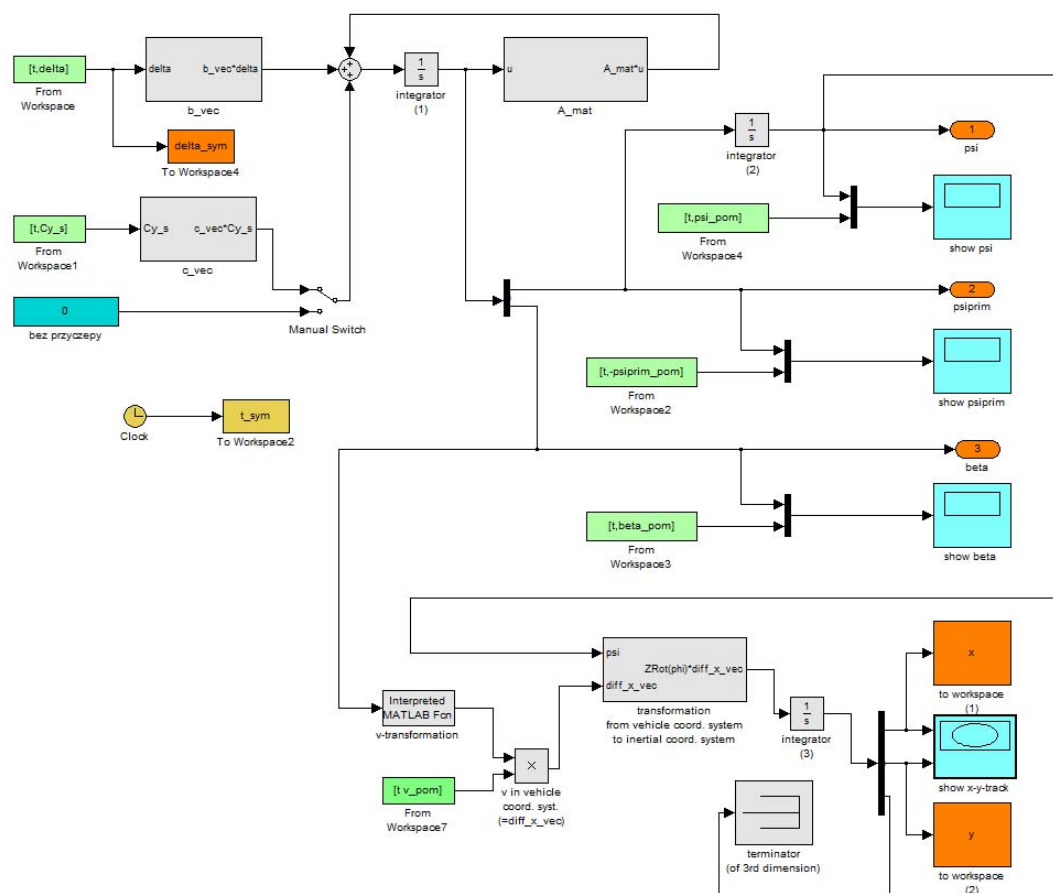 [t,delta]
From
Workspace
delta
b_vec*delta
b_vec
delta_sym
To Workspace4
[t,Cy_s]
From
Workspace1
Cy_s
c_vec*Cy_s
c_vec
0
bez przyczepy
Manual Switch
Clock
t_sym
To Workspace2
+
+
+
1
s
integrator
(1)
u
A_mat*u
A_mat
1
s
integrator
(2)
1
psi
[t,psi_pom]
From
Workspace4
show psi
2
psiprim
[t,-psiprim_pom]
From
Workspace2
show psiprim
3
beta
[t,beta_pom]
From
Workspace3
show beta
Interpreted
MATLAB Fcn
v-transformation
[t v_pom]
From
Workspace7
×
v in vehicle
coord. syst.
(=diff_x_vec)
psi
ZRot(phi)*diff_x_vec
diff_x_vec
transformation
from vehicle coord. system
to inertial coord. system
1
s
integrator
(3)
x
to workspace
(1)
show x-y-track
y
to workspace
(2)
terminator
(of 3rd dimension)